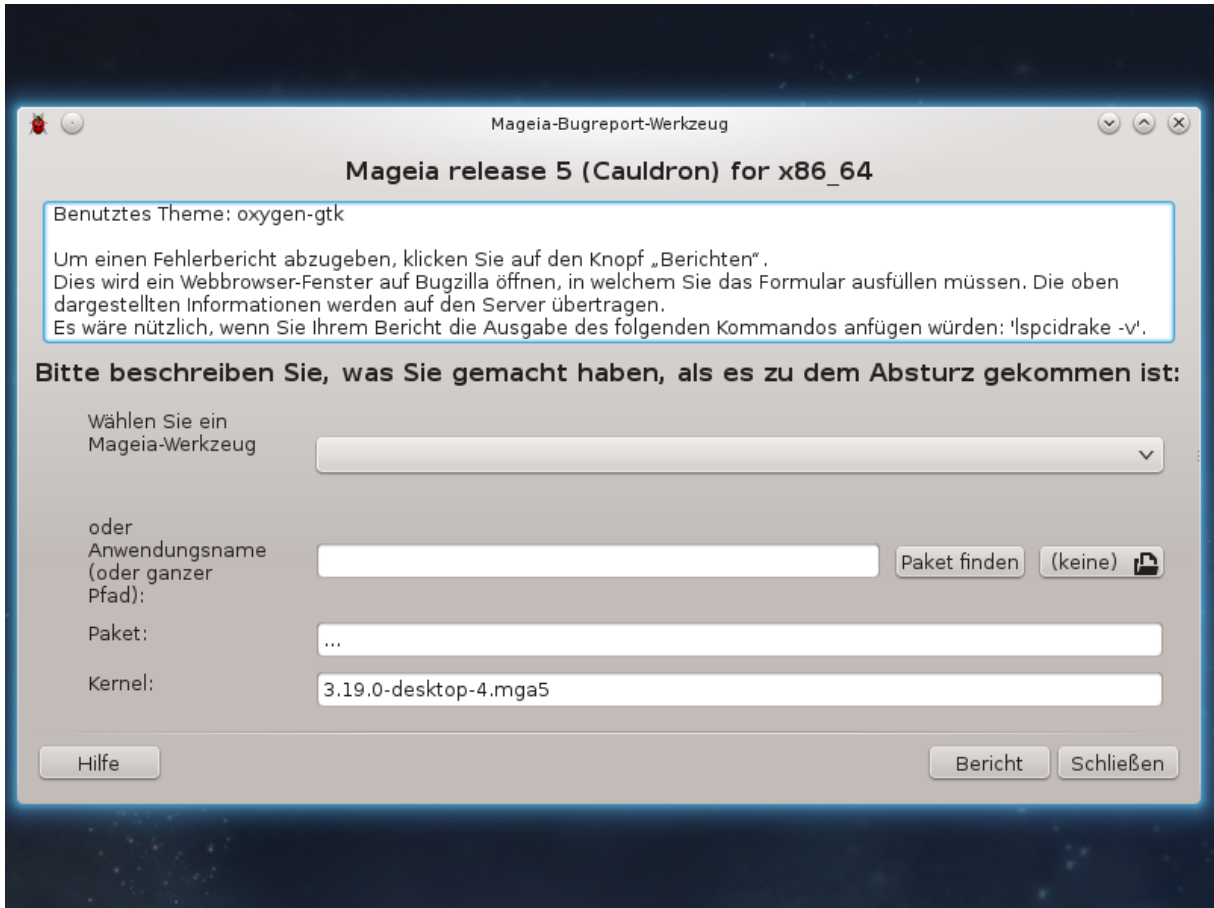 Mageia-Bugreport-Werkzeug
Mageia release 5 (Cauldron) for x86_64
Benutztes Theme: oxygen-gtk
Um einen Fehlerbericht abzugeben, klicken Sie auf den Knopf „Berichten“.
Dies wird ein Webbrowser-Fenster auf Bugzilla öffnen, in welchem Sie das Formular ausfüllen müssen. Die oben
dargestellten Informationen werden auf den Server übertragen.
Es wäre nützlich, wenn Sie Ihrem Bericht die Ausgabe des folgenden Kommandos anfügen würden: 'lspcidrake -v'.
Bitte beschreiben Sie, was Sie gemacht haben, als es zu dem Absturz gekommen ist:
Wählen Sie ein
Mageia-Werkzeug
oder
Anwendungsname
(oder ganzer
Pfad):
Paket finden
(keine)
Paket:
...
Kernel:
3.19.0-desktop-4.mga5
Hilfe
Bericht
Schließen